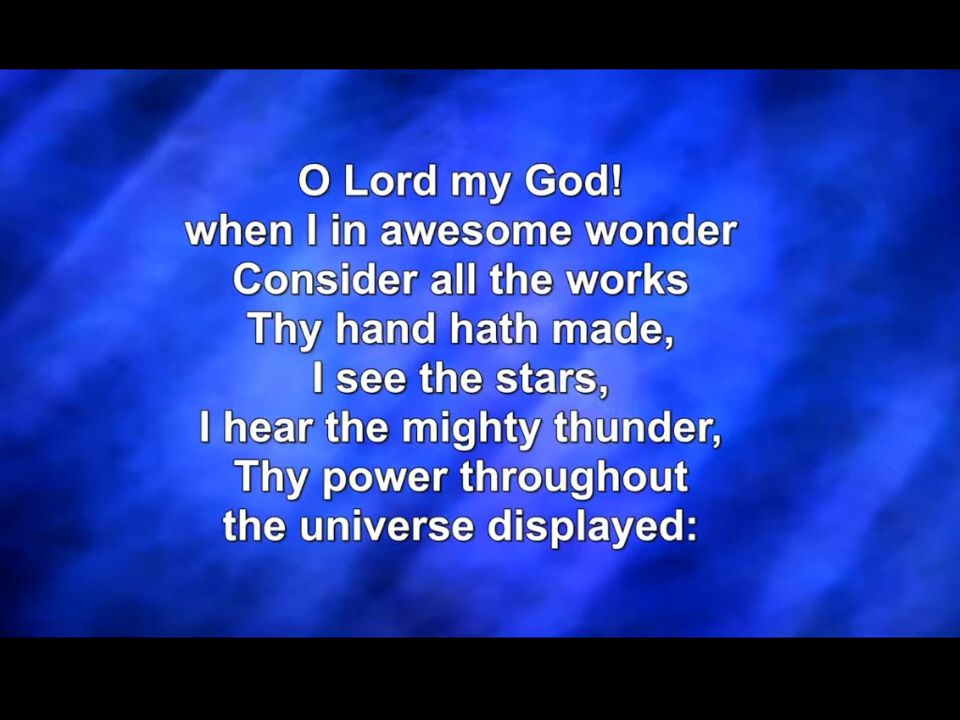 O Lord my God!
when I in awesome wonder
Consider all the works
Thy hand hath made,
I see the stars,
I hear the mighty thunder,
Thy power throughout
the universe displayed: